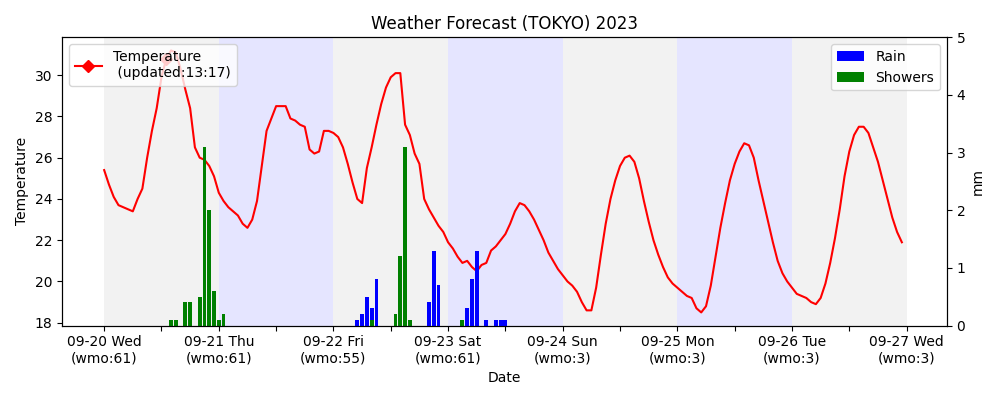 Weather Forecast (TOKYO) 2023
Temperature
(updated:13:17)
Rain
Showers
Temperature
30
28
26
24
22
20
18
5
4
3
2
1
0
mm
09-20 Wed
(wmo:61)
09-21 Thu
(wmo:61)
09-22 Fri
(wmo:55)
09-23 Sat
(wmo:61)
09-24 Sun
(wmo:3)
09-25 Mon
(wmo:3)
09-26 Tue
(wmo:3)
09-27 Wed
(wmo:3)
Date